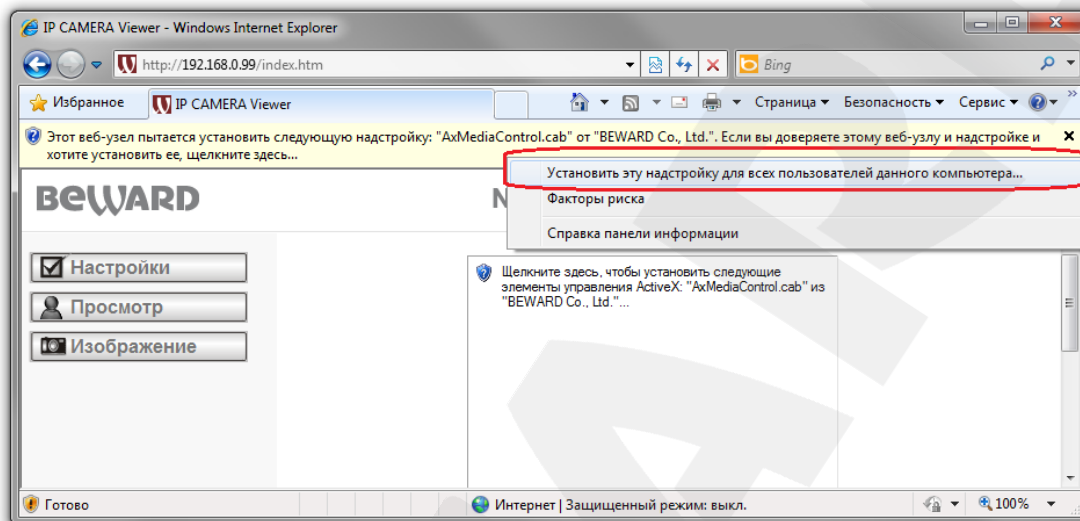 IP CAMERA Viewer - Windows Internet Explorer
http://192.168.0.99/index.htm
Bing
Избранное
IP CAMERA Viewer
Страница
Безопасность
Сервис
Этот веб-узел пытается установить следующую надстройку: "AxMediaControl.cab" от "BEWARD Co., Ltd.". Если вы доверяете этому веб-узлу и надстройке и
хотите установить ее, щелкните здесь...
Установить эту надстройку для всех пользователей данного компьютера...
Факторы риска
Справка панели информации
BEWARD
N
Настройки
Просмотр
Изображение
Щелкните здесь, чтобы установить следующие
элементы управления ActiveX: "AxMediaControl.cab" из
"BEWARD Co., Ltd."...
Готово
Интернет | Защищенный режим: выкл.
100%